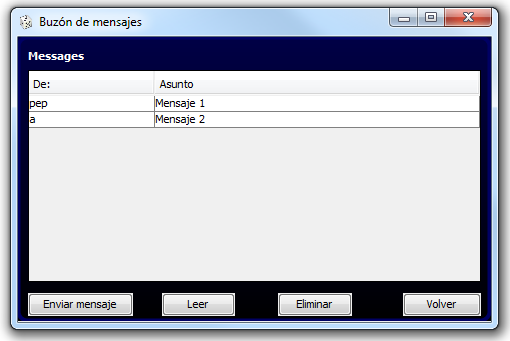 Buzón de mensajes
Messages
De: Asunto
pep Mensaje 1
a Mensaje 2
Enviar mensaje Leer Eliminar Volver